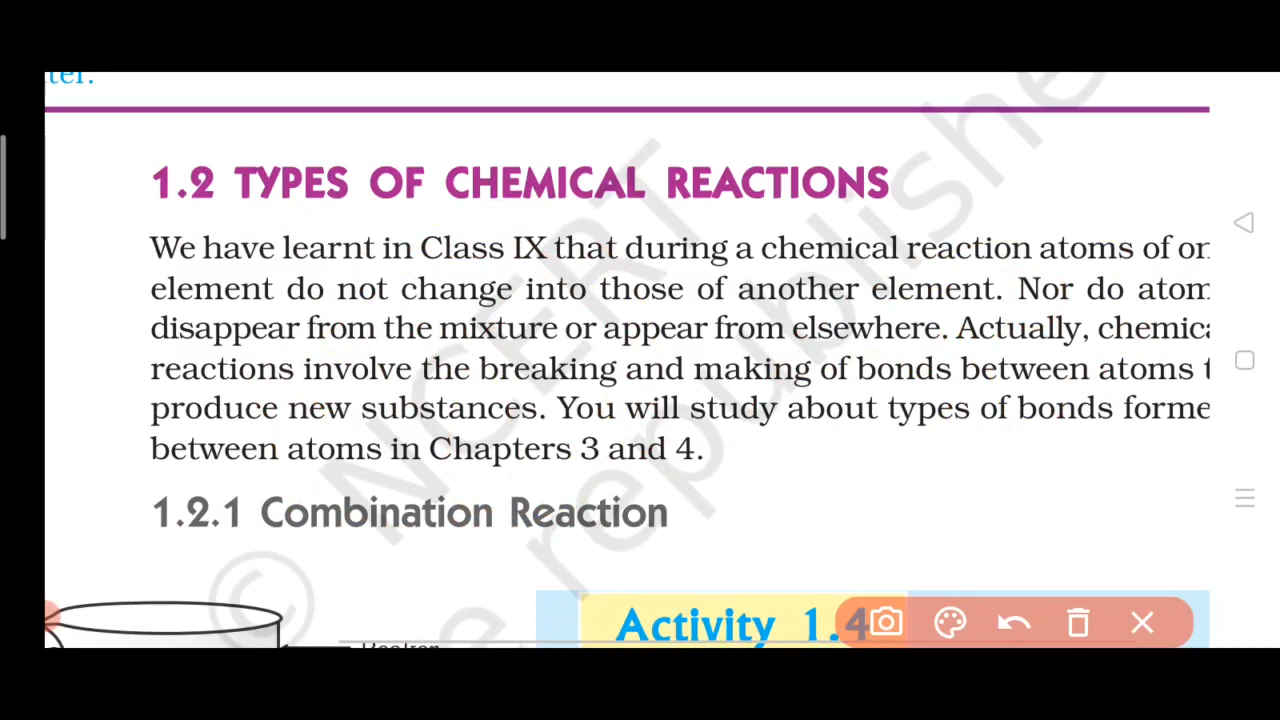 ter.
1.2 TYPES OF CHEMICAL REACTIONS
We have learnt in Class IX that during a chemical reaction atoms of on
element do not change into those of another element. Nor do atom
disappear from the mixture or appear from elsewhere. Actually, chemica
reactions involve the breaking and making of bonds between atoms t
produce new substances. You will study about types of bonds forme
between atoms in Chapters 3 and 4.
1.2.1 Combination Reaction
Activity 1.4
Beaker
© NCERT
e republishe